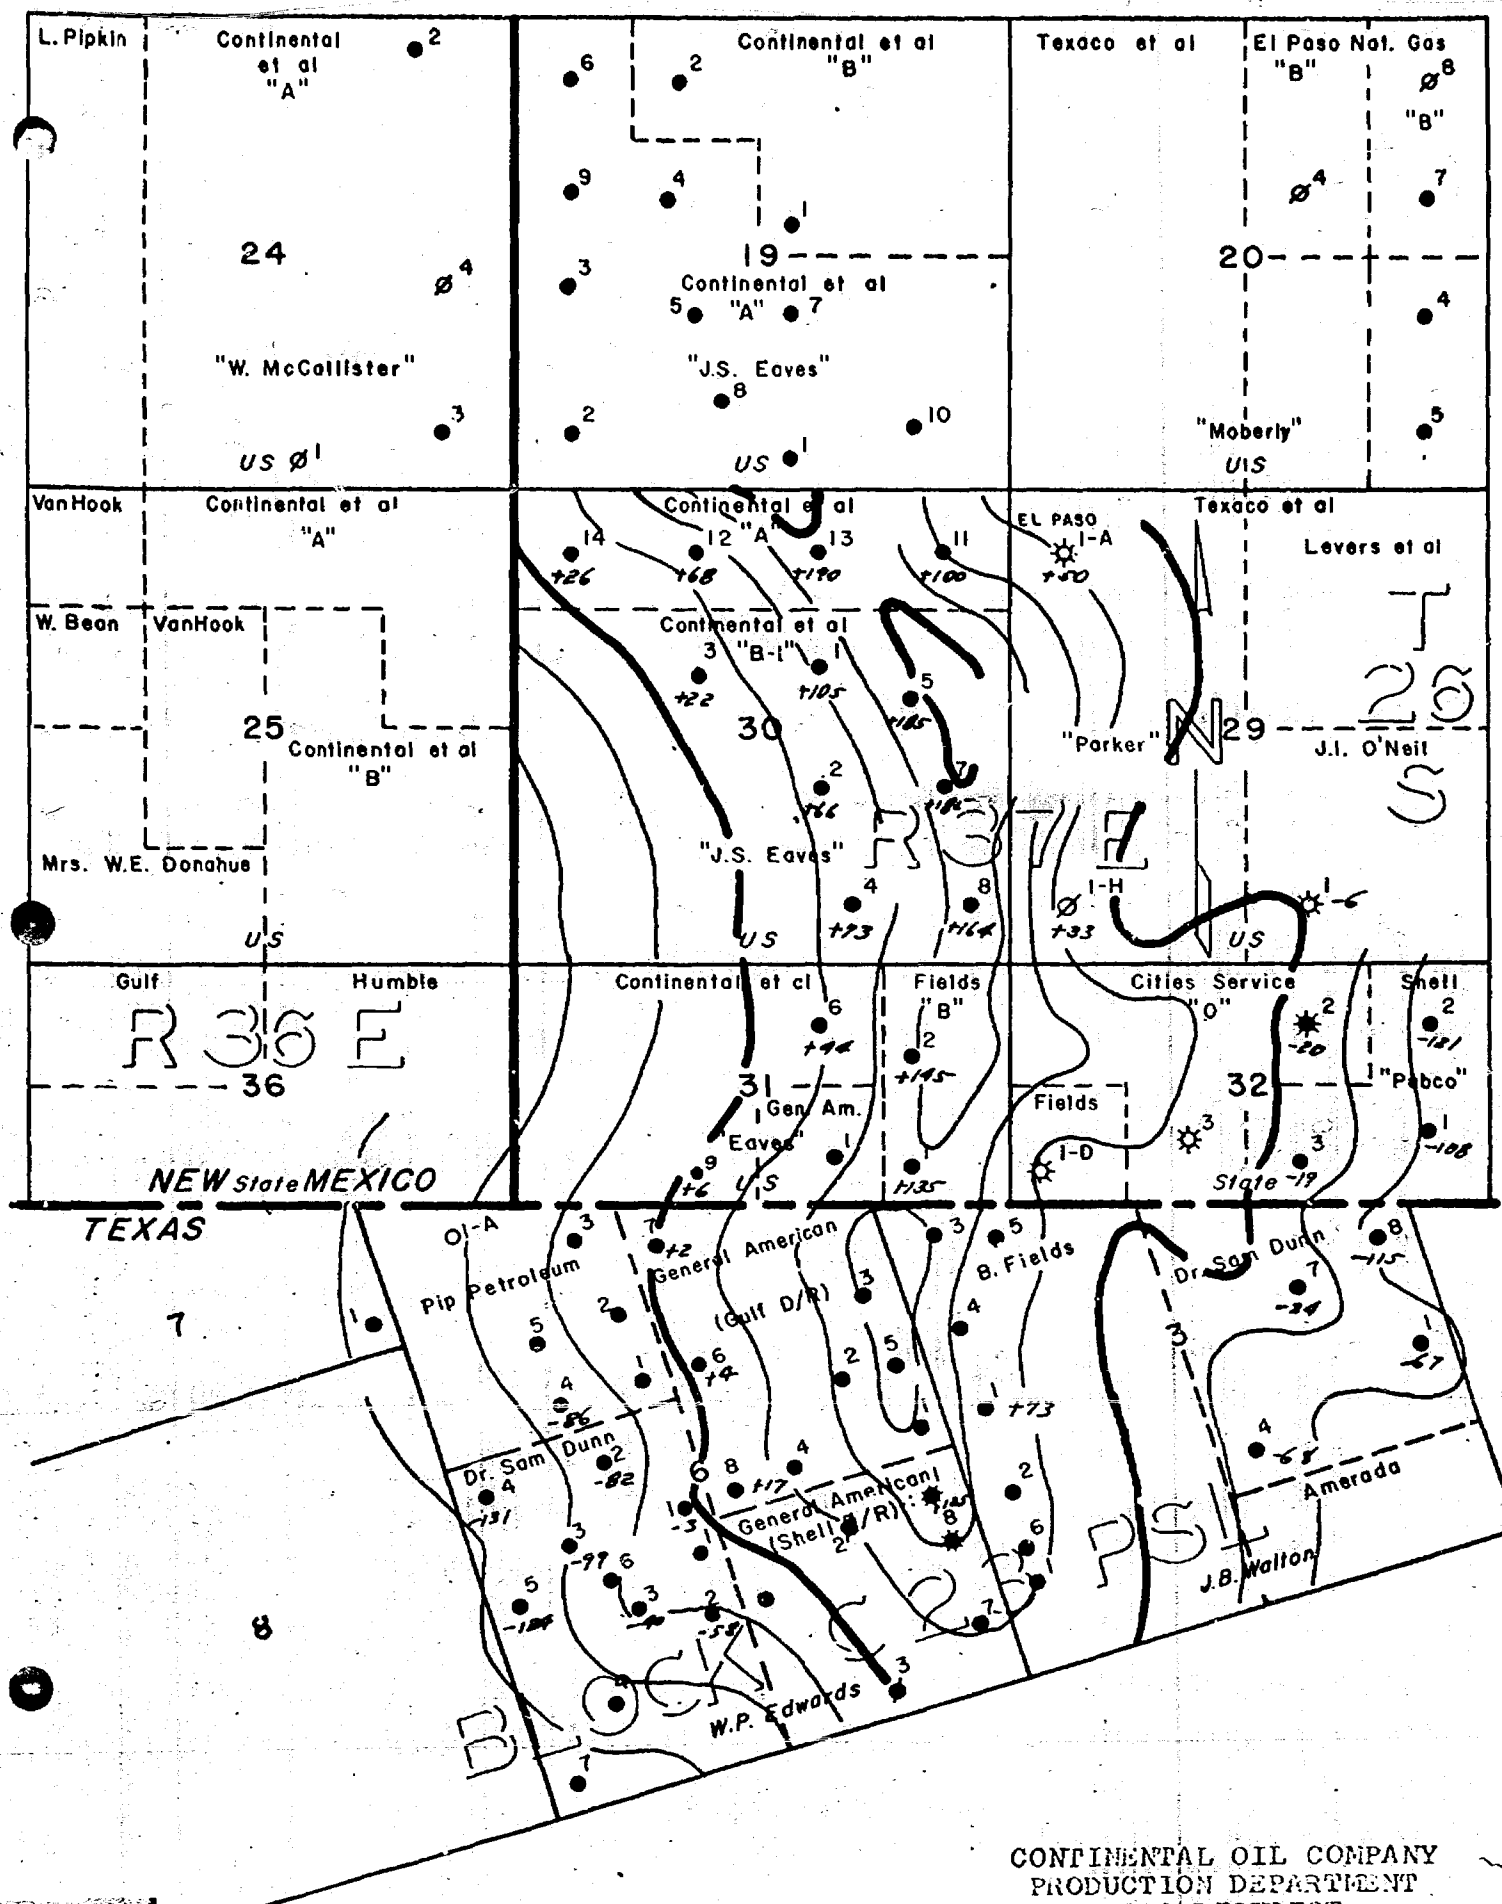 L. Pipkin
Continental
et al
"A"
2
6
2
Continental et al
"B"
Texaco et al
El Paso Nat. Gas
"B"
8
"B"
9
4
1
4
7
24
19
20
4
3
Continental et al
"A"
5
7
4
"W. McCallister"
"J.S. Eaves"
8
3
2
10
"Moberly"
5
US
1
US
1
US
VanHook
Continental et al
"A"
Continental et al
"A"
Texaco et al
EL PASO
14
12
13
11
1-A
Levers et al
+26
+68
+190
+100
+50
T
26
S
W. Bean
VanHook
Continental et al
"B-1"
3
1
+22
+105
5
+185
25
30
29
Continental et al
"B"
"Parker"
N
J.I. O'Neil
2
+66
7
R 37 E
Mrs. W.E. Donahue
"J.S. Eaves"
4
+73
8
+164
1-H
+33
1
-6
US
US
US
Gulf
Humble
Continental et cl
Fields
"B"
Cities Service
"O"
Shell
R 36 E
6
+94
2
+145
2
-20
2
-121
36
31
32
"Pabco"
Gen. Am.
Fields
"Eaves"
1
1
+135
1-D
3
3
-19
1
-108
9
+6
US
State
NEW State MEXICO
TEXAS
OI-A
3
7
+2
General American
3
5
B. Fields
Dr. Sam Dunn
8
-115
7
1
Pip Petroleum
2
5
(Gulf D/R)
3
4
7
-24
3
1
-67
4
-86
1
6
+4
2
5
1
1
+73
Dr. Sam Dunn
2
-82
4
-131
6
8
+17
4
General American
(Shell D/R)
2
4
-68
Amerada
1
-3
3
-99
6
8
6
2
J.B. Walton
5
3
2
-58
7
8
4
3
W.P. Edwards
7
BLOCK C 23 PSL
CONTINENTAL OIL COMPANY
PRODUCTION DEPARTMENT